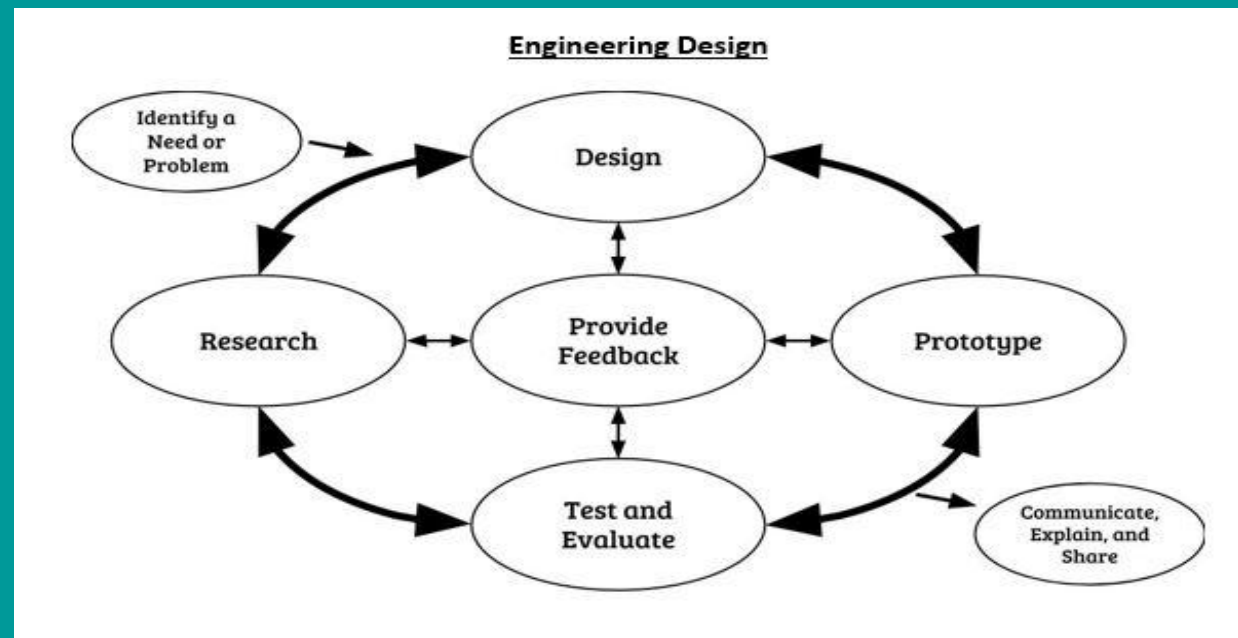 Engineering Design
Identify a
Need or
Problem
Design
Research
Provide
Feedback
Prototype
Test and
Evaluate
Communicate,
Explain, and
Share